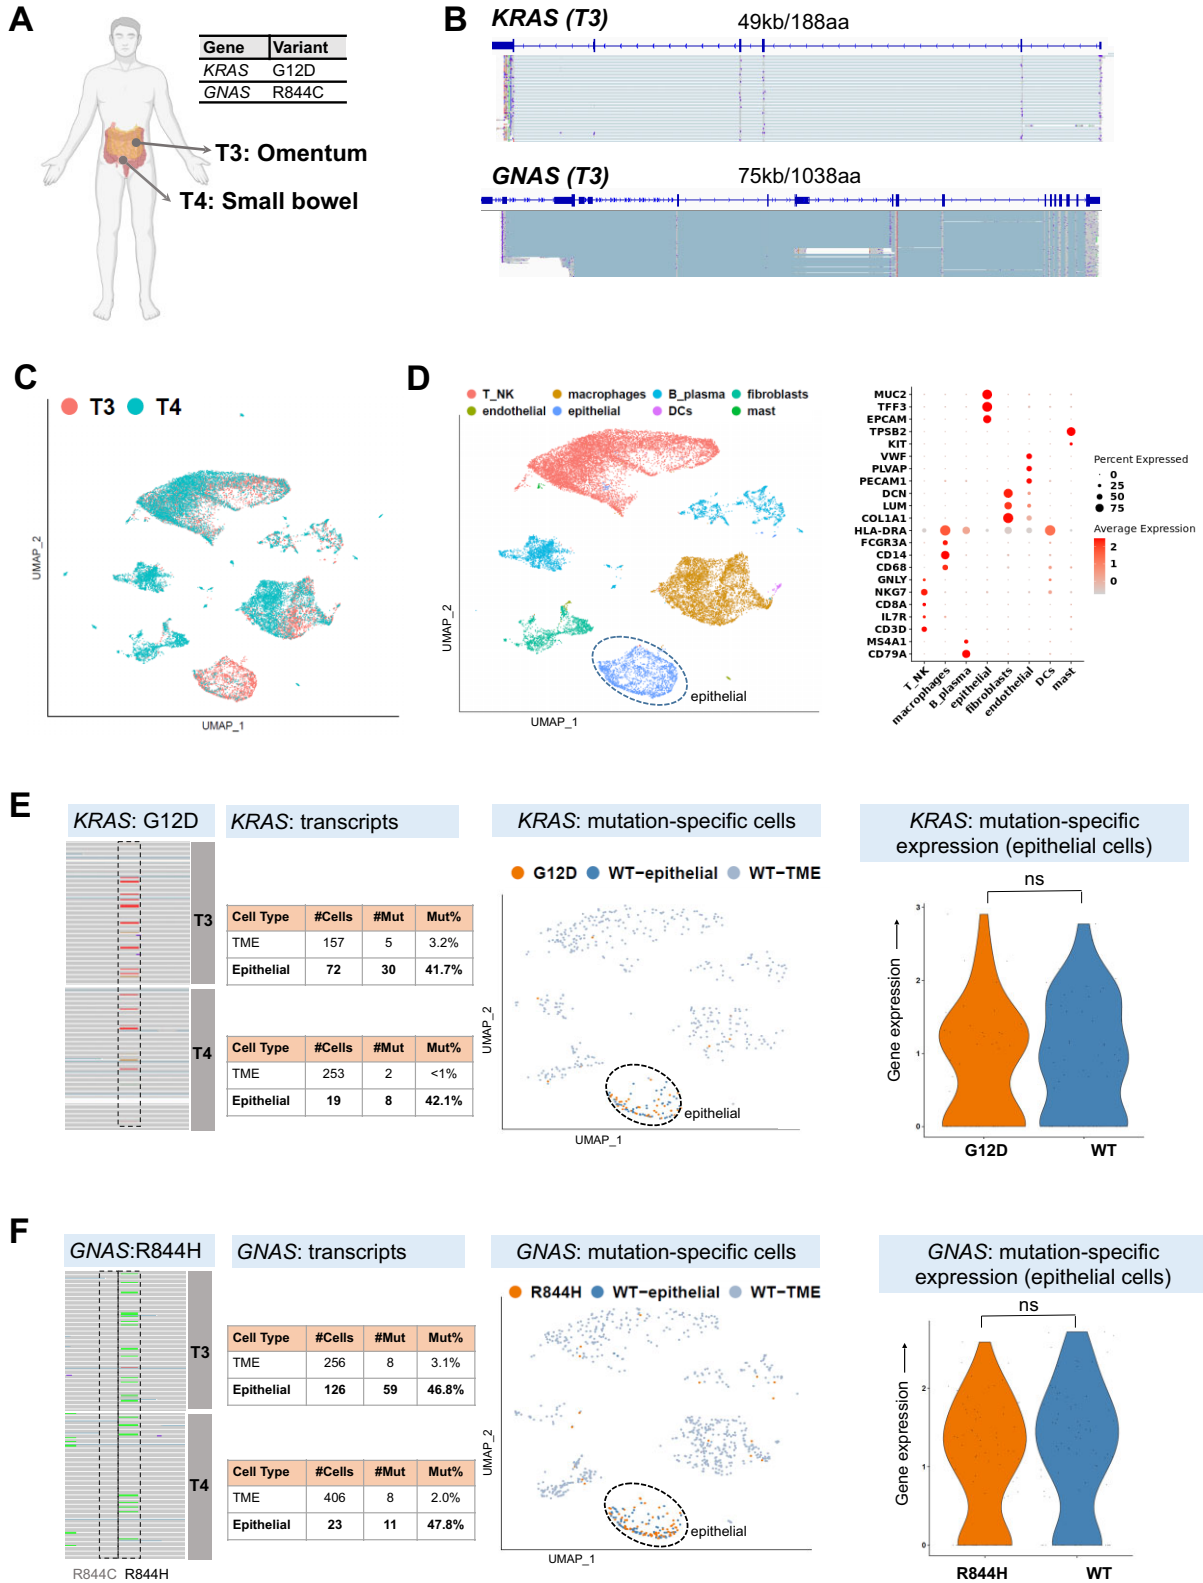 A
Gene Variant
KRAS G12D
GNAS R844C
T3: Omentum
T4: Small bowel
B
KRAS (T3) 49kb/188aa
GNAS (T3) 75kb/1038aa
C
T3 T4
UMAP_2
UMAP_1
D
T_NK macrophages B_plasma fibroblasts
endothelial epithelial DCs mast
UMAP_2
epithelial
UMAP_1
MUC2
TFF3
EPCAM
TPSB2
KIT
VWF
PLVAP
PECAM1
DCN
LUM
COL1A1
HLA-DRA
FCGR3A
CD14
CD68
GNLY
NKG7
CD8A
IL7R
CD3D
MS4A1
CD79A
T_NK
macrophages
B_plasma
epithelial
fibroblasts
endothelial
DCs
mast
Percent Expressed
0
25
50
75
Average Expression
2
1
0
E
KRAS: G12D
T3
T4
KRAS: transcripts
Cell Type #Cells #Mut Mut%
TME 157 5 3.2%
Epithelial 72 30 41.7%
Cell Type #Cells #Mut Mut%
TME 253 2 <1%
Epithelial 19 8 42.1%
KRAS: mutation-specific cells
G12D WT−epithelial WT−TME
UMAP_2
epithelial
UMAP_1
KRAS: mutation-specific
expression (epithelial cells)
ns
Gene expression
3
2
1
0
G12D WT
F
GNAS:R844H
T3
T4
R844C R844H
GNAS: transcripts
Cell Type #Cells #Mut Mut%
TME 256 8 3.1%
Epithelial 126 59 46.8%
Cell Type #Cells #Mut Mut%
TME 406 8 2.0%
Epithelial 23 11 47.8%
GNAS: mutation-specific cells
R844H WT−epithelial WT−TME
UMAP_2
epithelial
UMAP_1
GNAS: mutation-specific
expression (epithelial cells)
ns
Gene expression
2
1
0
R844H WT